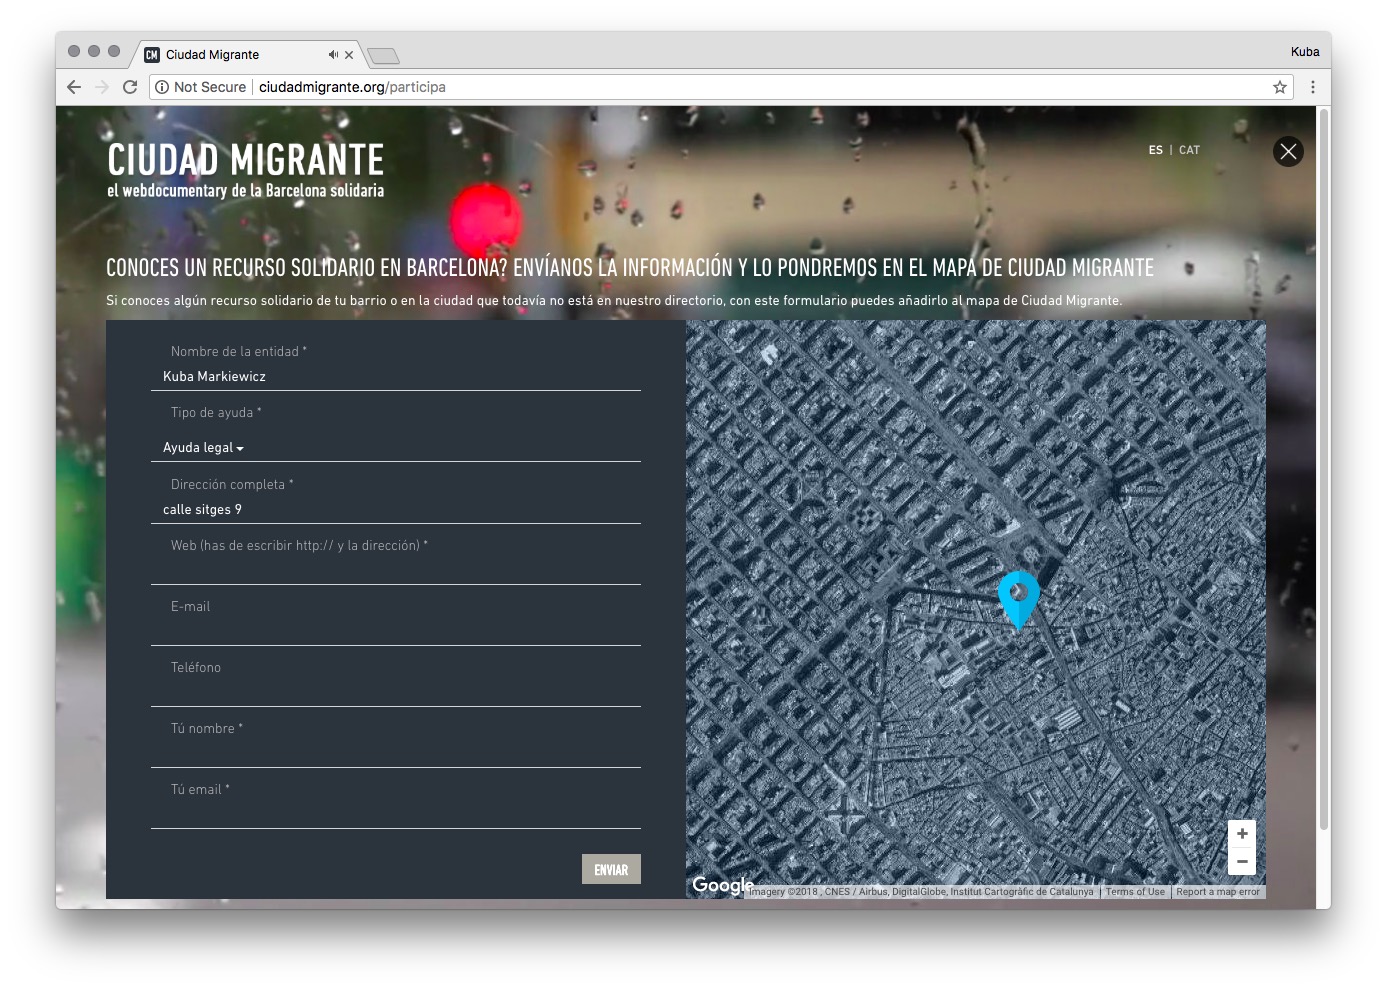 CM Ciudad Migrante
Kuba
Not Secure | ciudadmigrante.org/participa
CIUDAD MIGRANTE
el webdocumentary de la Barcelona solidaria
ES | CAT
CONOCES UN RECURSO SOLIDARIO EN BARCELONA? ENVÍANOS LA INFORMACIÓN Y LO PONDREMOS EN EL MAPA DE CIUDAD MIGRANTE
Si conoces algún recurso solidario de tu barrio o en la ciudad que todavía no está en nuestro directorio, con este formulario puedes añadirlo al mapa de Ciudad Migrante.
Nombre de la entidad *
Kuba Markiewicz
Tipo de ayuda *
Ayuda legal
Dirección completa *
calle sitges 9
Web (has de escribir http:// y la dirección) *
E-mail
Teléfono
Tú nombre *
Tú email *
ENVIAR
+
−
Google
Imagery ©2018 , CNES / Airbus, DigitalGlobe, Institut Cartogràfic de Catalunya | Terms of Use | Report a map error